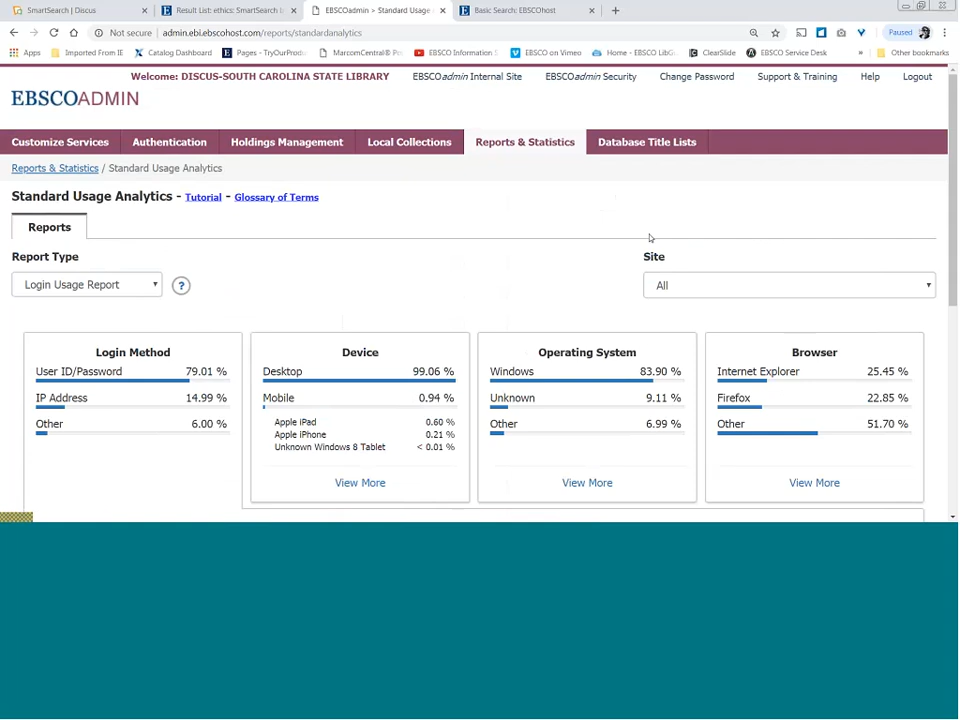 SmartSearch | Discus
Result List: ethics: SmartSearch
EBSCOadmin > Standard Usage
Basic Search: EBSCOhost
Not secure | admin.ebi.ebscohost.com/reports/standardanalytics
Paused
Apps
Imported From IE
Catalog Dashboard
Pages - TryOurProd
MarcomCentral® Po
EBSCO Information
EBSCO on Vimeo
Home - EBSCO LibG
ClearSlide
EBSCO Service Desk
»
Other bookmarks
Welcome: DISCUS-SOUTH CAROLINA STATE LIBRARY
EBSCOadmin Internal Site
EBSCOadmin Security
Change Password
Support & Training
Help
Logout
EBSCOADMIN
Customize Services
Authentication
Holdings Management
Local Collections
Reports & Statistics
Database Title Lists
Reports & Statistics / Standard Usage Analytics
Standard Usage Analytics - Tutorial - Glossary of Terms
Reports
Report Type
Site
Login Usage Report
?
All
Login Method
User ID/Password 79.01 %
IP Address 14.99 %
Other 6.00 %
Device
Desktop 99.06 %
Mobile 0.94 %
Apple iPad 0.60 %
Apple iPhone 0.21 %
Unknown Windows 8 Tablet < 0.01 %
View More
Operating System
Windows 83.90 %
Unknown 9.11 %
Other 6.99 %
View More
Browser
Internet Explorer 25.45 %
Firefox 22.85 %
Other 51.70 %
View More